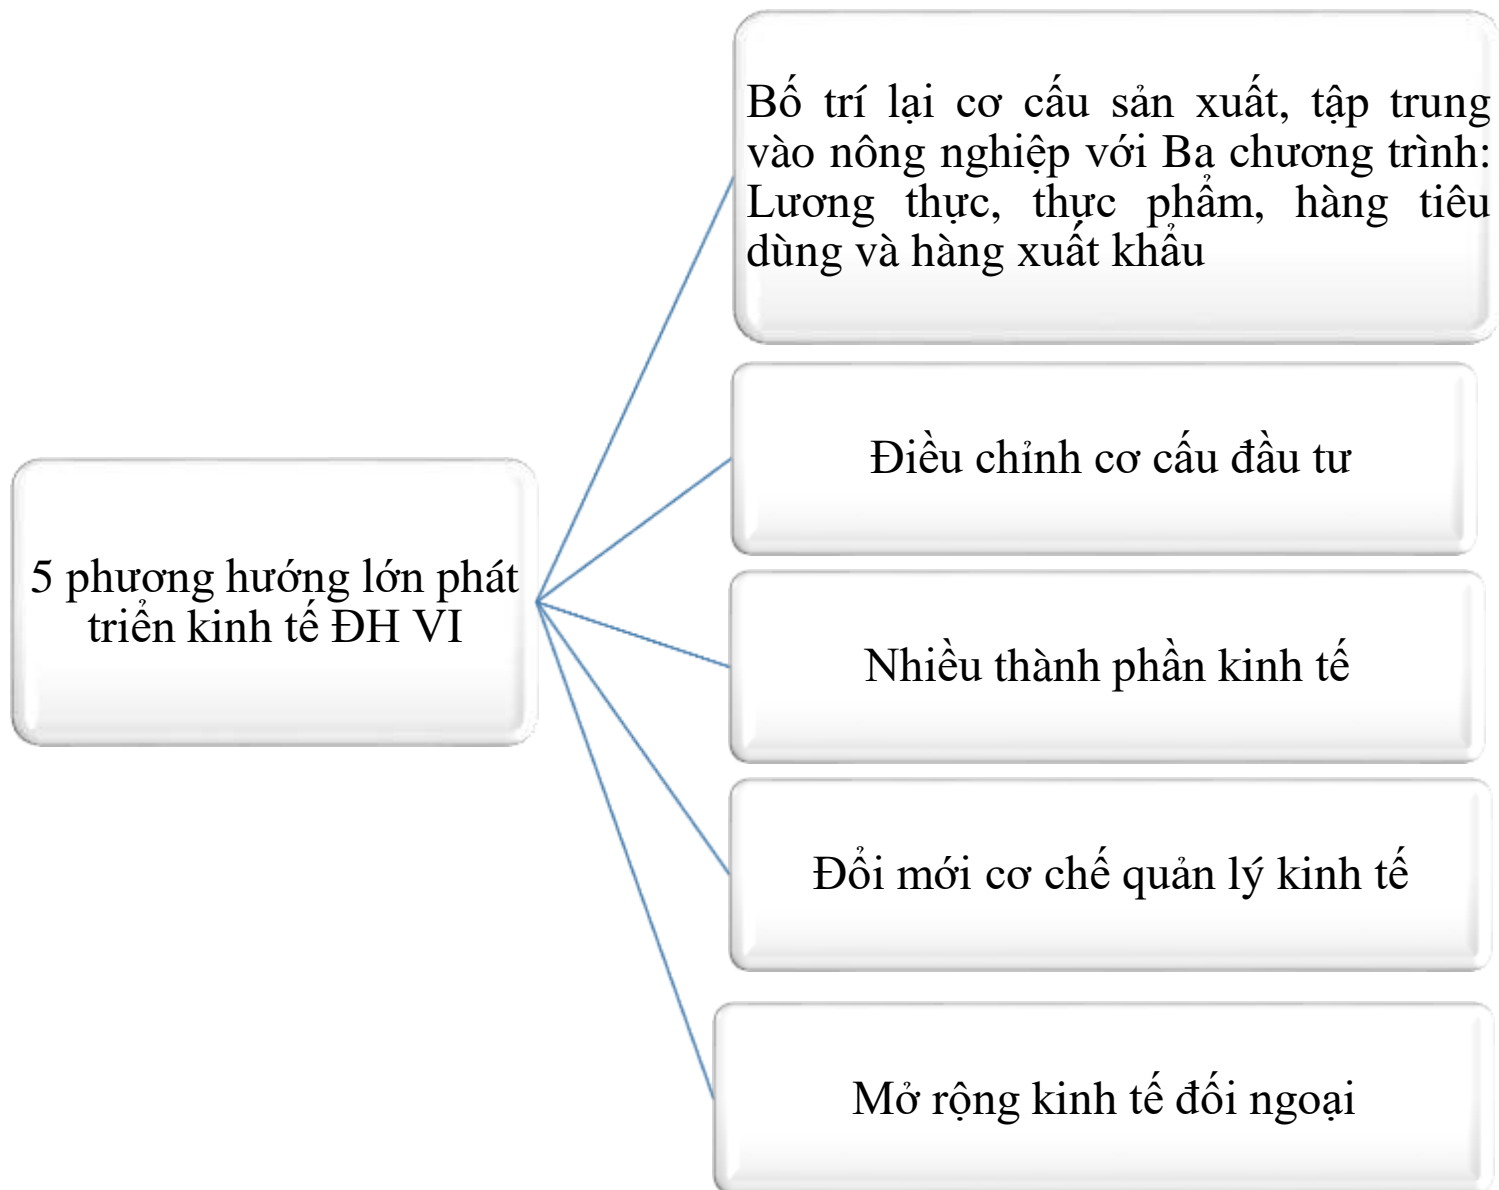 Bố trí lại cơ cấu sản xuất, tập trung
vào nông nghiệp với Ba chương trình:
Lương thực, thực phẩm, hàng tiêu
dùng và hàng xuất khẩu
Điều chỉnh cơ cấu đầu tư
5 phương hướng lớn phát
triển kinh tế ĐH VI
Nhiều thành phần kinh tế
Đổi mới cơ chế quản lý kinh tế
Mở rộng kinh tế đối ngoại